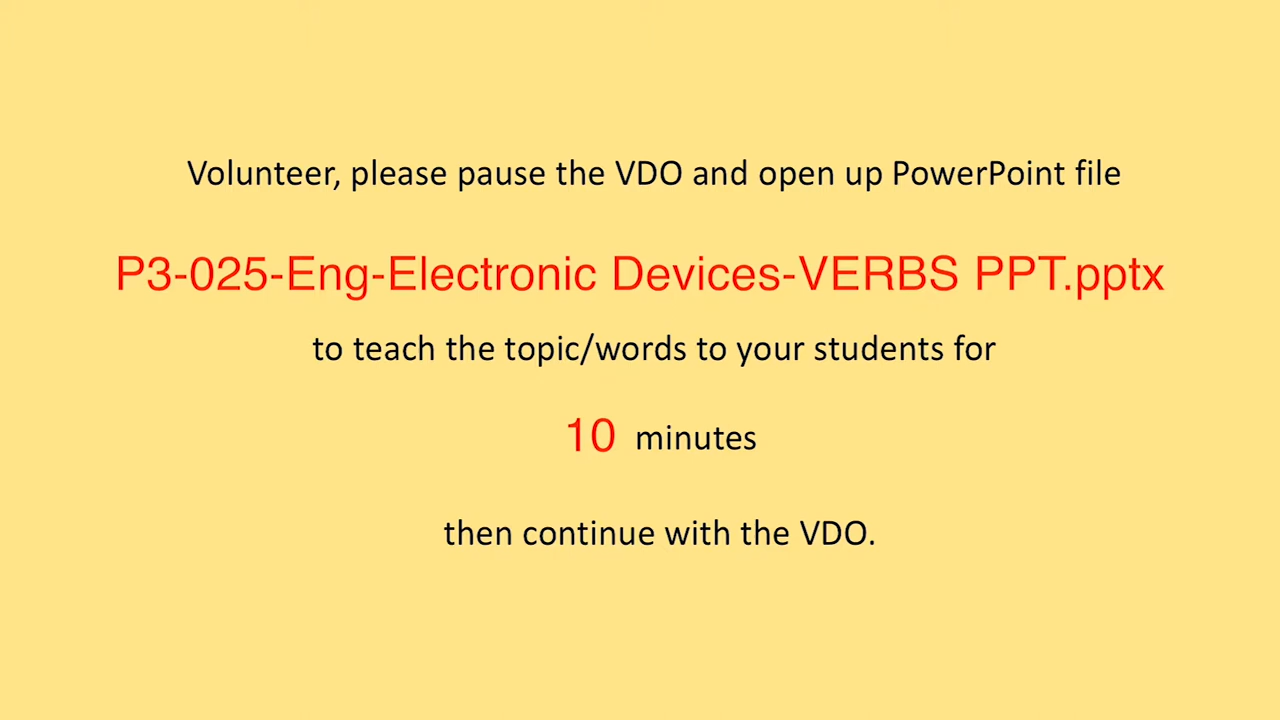 Volunteer, please pause the VDO and open up PowerPoint file
P3-025-Eng-Electronic Devices-VERBS PPT.pptx
to teach the topic/words to your students for
10 minutes
then continue with the VDO.